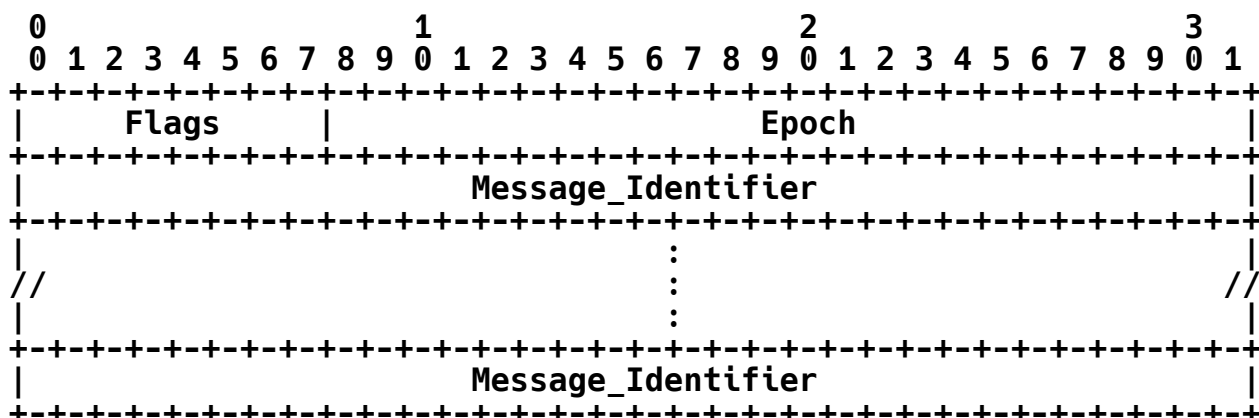 0                   1                   2                   3
 0 1 2 3 4 5 6 7 8 9 0 1 2 3 4 5 6 7 8 9 0 1 2 3 4 5 6 7 8 9 0 1
+-+-+-+-+-+-+-+-+-+-+-+-+-+-+-+-+-+-+-+-+-+-+-+-+-+-+-+-+-+-+-+-+
|     Flags     |                      Epoch                    |
+-+-+-+-+-+-+-+-+-+-+-+-+-+-+-+-+-+-+-+-+-+-+-+-+-+-+-+-+-+-+-+-+
|                       Message_Identifier                      |
+-+-+-+-+-+-+-+-+-+-+-+-+-+-+-+-+-+-+-+-+-+-+-+-+-+-+-+-+-+-+-+-+
|                                 :                             |
//                                :                            //
|                                 :                             |
+-+-+-+-+-+-+-+-+-+-+-+-+-+-+-+-+-+-+-+-+-+-+-+-+-+-+-+-+-+-+-+-+
|                       Message_Identifier                      |
+-+-+-+-+-+-+-+-+-+-+-+-+-+-+-+-+-+-+-+-+-+-+-+-+-+-+-+-+-+-+-+-+